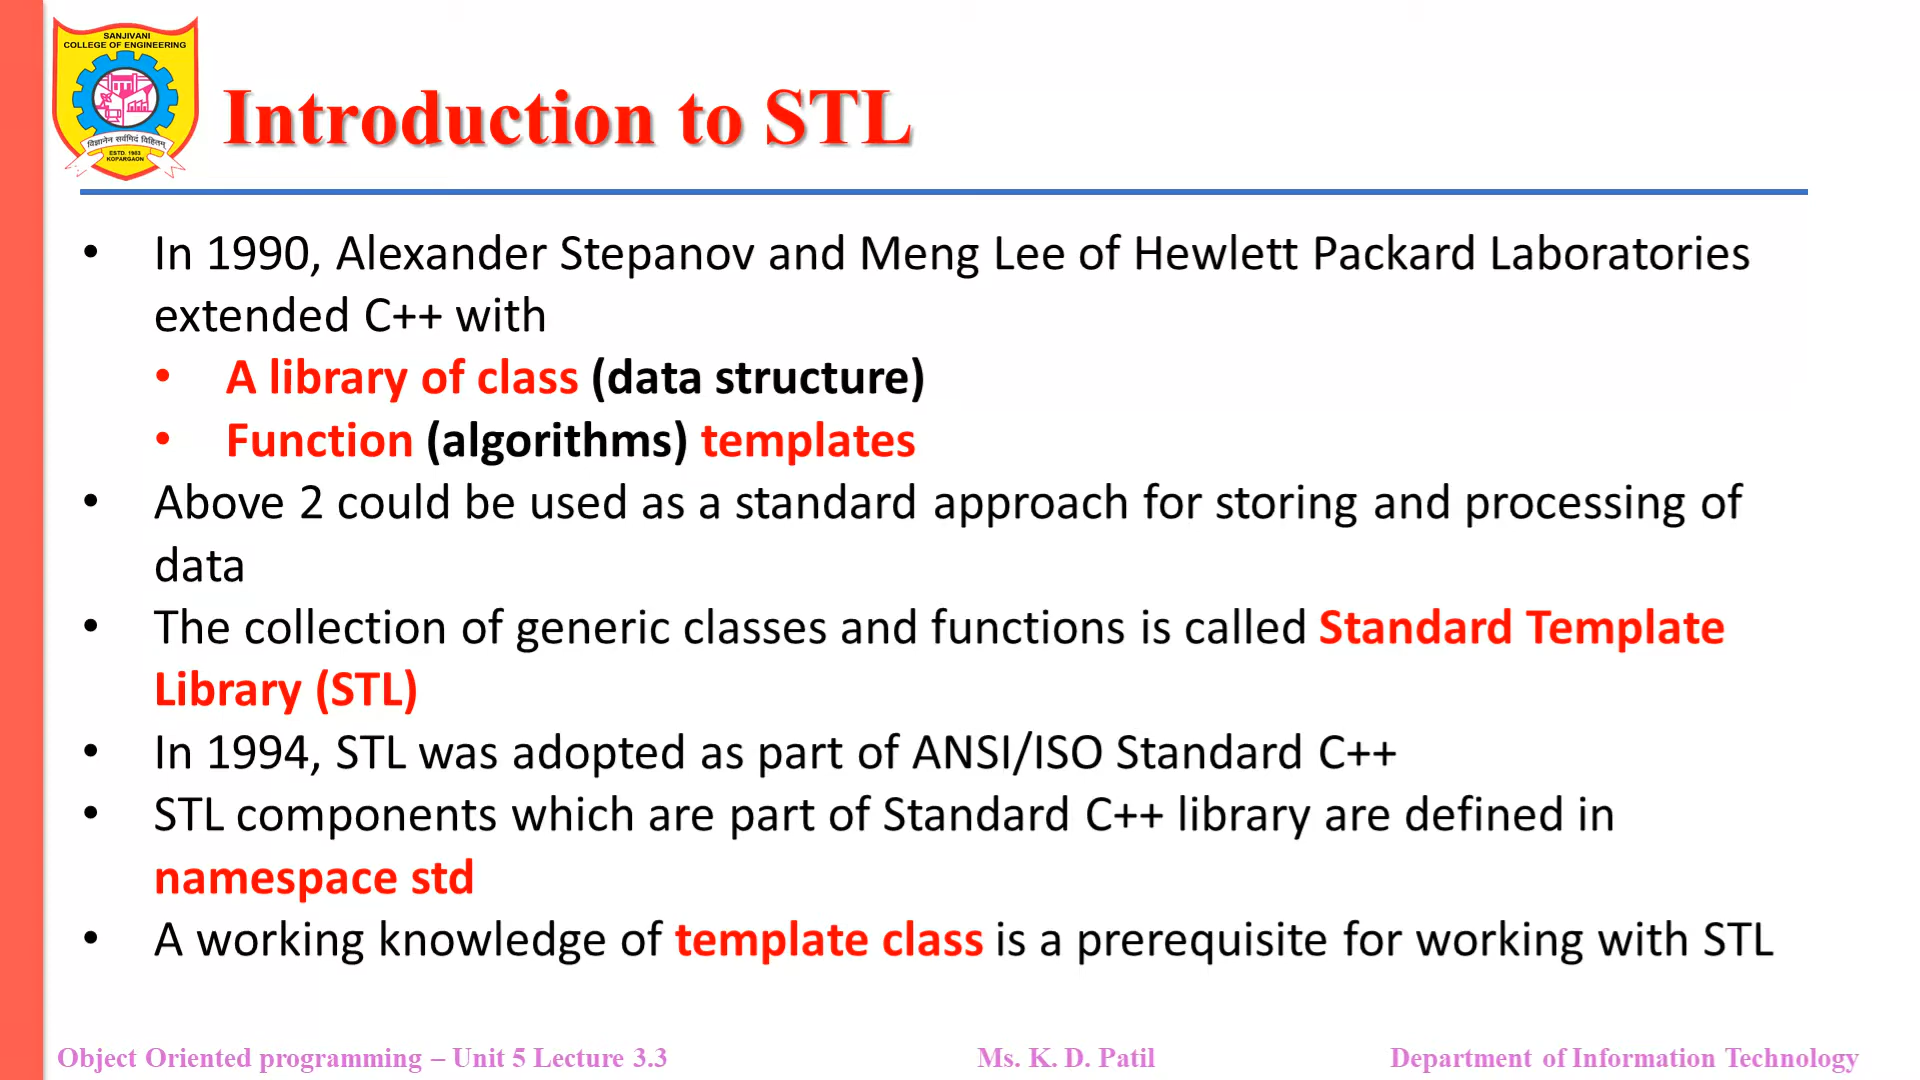 SANJIVANI
COLLEGE OF ENGINEERING
विज्ञानेन सर्वमिदं विहितम्
ESTD. 1983
KOPARGAON
Introduction to STL
• In 1990, Alexander Stepanov and Meng Lee of Hewlett Packard Laboratories
extended C++ with
• A library of class (data structure)
• Function (algorithms) templates
• Above 2 could be used as a standard approach for storing and processing of
data
• The collection of generic classes and functions is called Standard Template
Library (STL)
• In 1994, STL was adopted as part of ANSI/ISO Standard C++
• STL components which are part of Standard C++ library are defined in
namespace std
• A working knowledge of template class is a prerequisite for working with STL
Object Oriented programming – Unit 5 Lecture 3.3 Ms. K. D. Patil Department of Information Technology